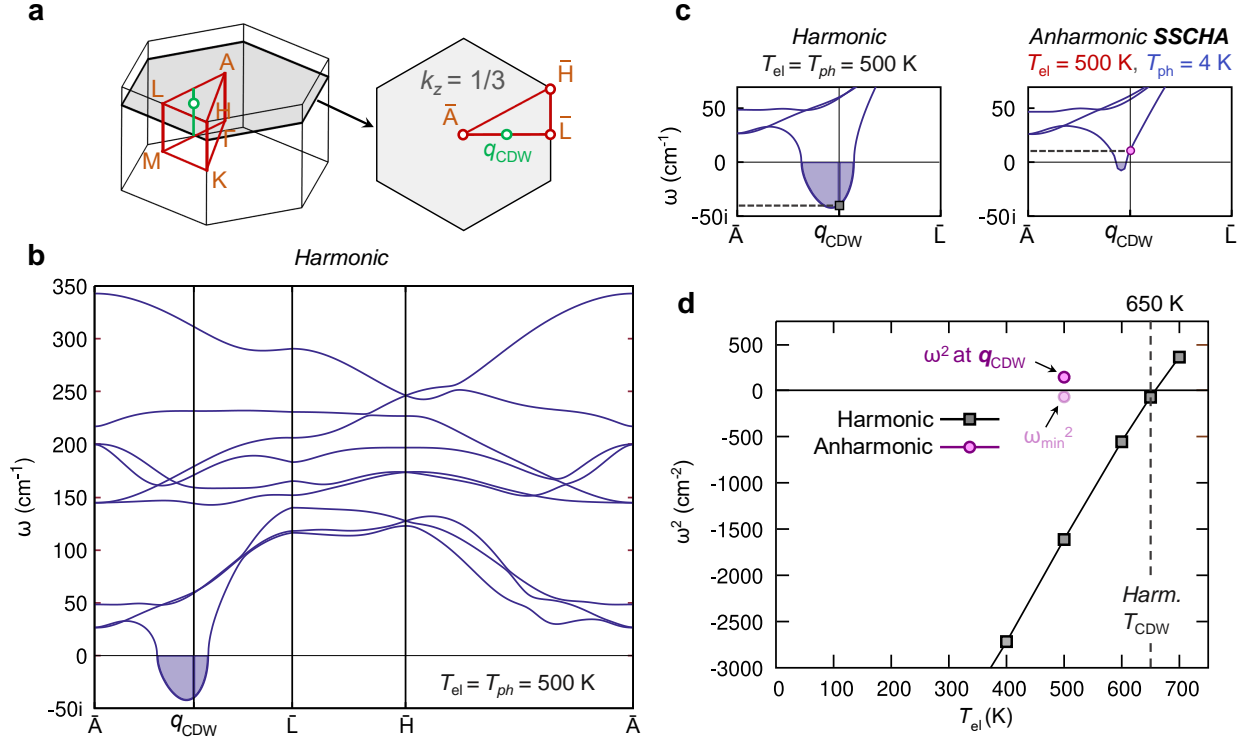 a
A
L
H
Γ
M
K
k_z = 1/3
H̄
Ā
L̄
q_CDW
b
Harmonic
350
300
250
200
150
100
50
0
-50i
ω (cm⁻¹)
T_el = T_ph = 500 K
Ā
q_CDW
L̄
H̄
Ā
c
Harmonic
T_el = T_ph = 500 K
50
0
-50i
ω (cm⁻¹)
Ā
q_CDW
L̄
Anharmonic SSCHA
T_el = 500 K, T_ph = 4 K
50
0
-50i
Ā
q_CDW
L̄
d
650 K
500
0
-500
-1000
-1500
-2000
-2500
-3000
ω² (cm⁻²)
ω² at q_CDW
Harmonic
Anharmonic
ω_min²
Harm.
T_CDW
0
100
200
300
400
500
600
700
T_el (K)